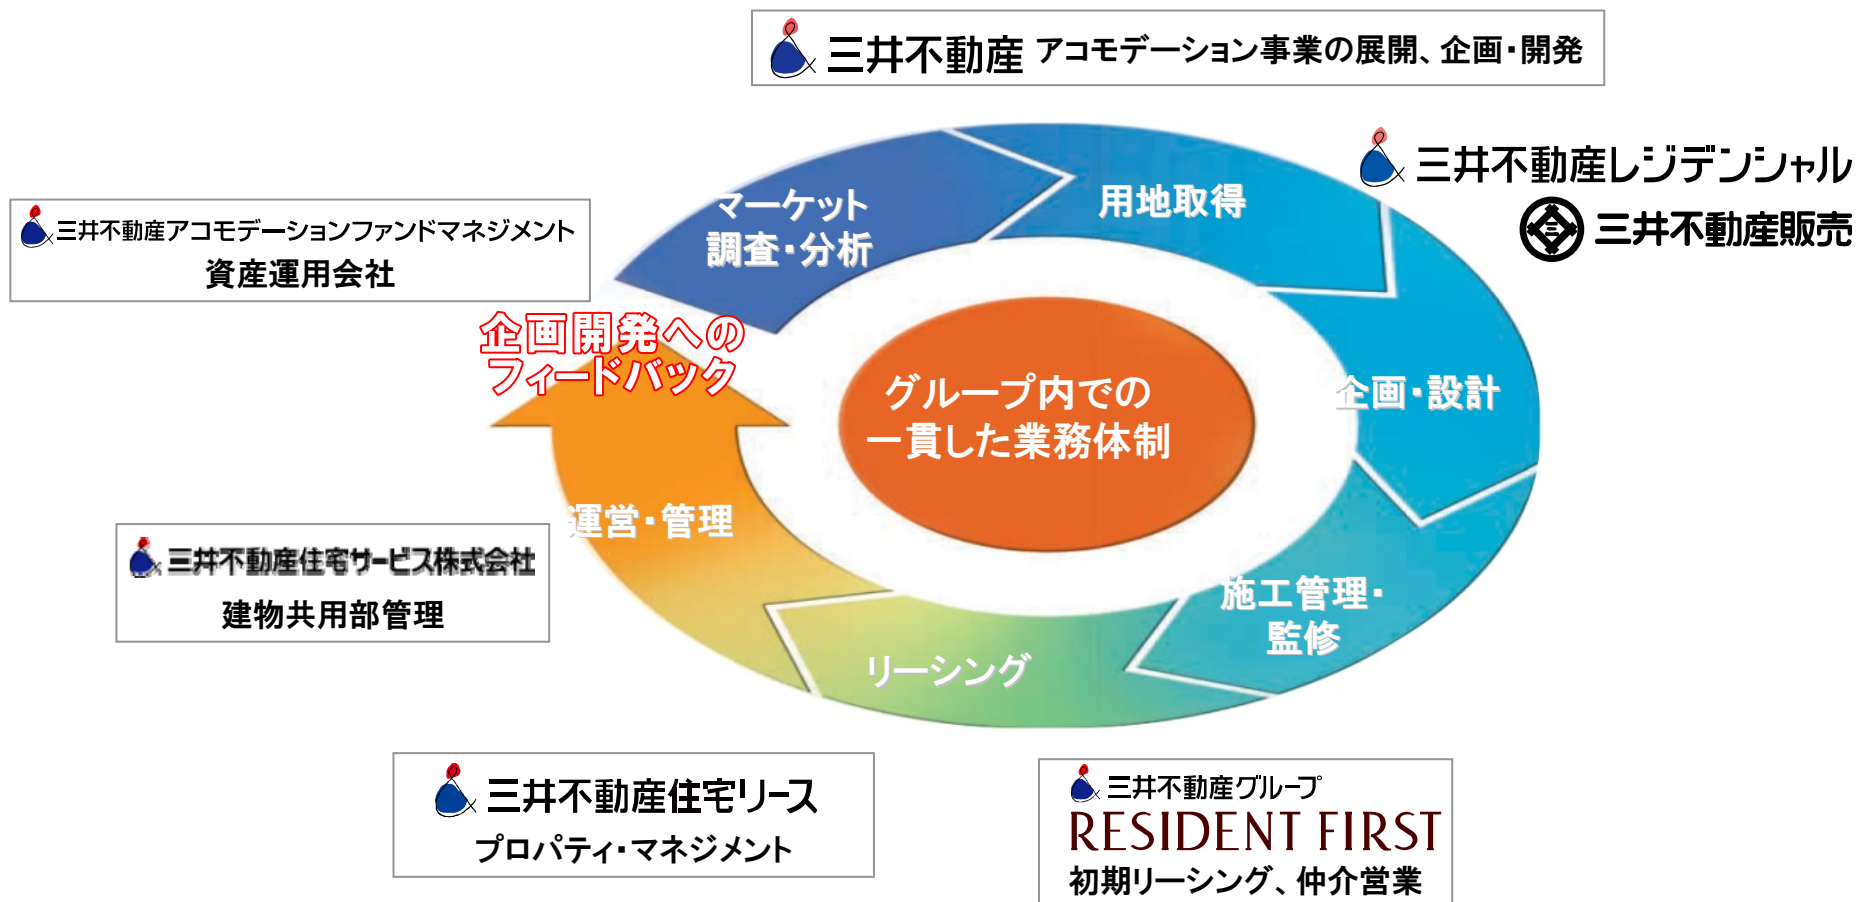 三井不動産 アコモデーション事業の展開、企画・開発
三井不動産レジデンシャル
三井不動産販売
三井不動産アコモデーションファンドマネジメント
資産運用会社
マーケット
調査・分析
用地取得
企画・設計
施工管理・
監修
リーシング
運営・管理
企画開発への
フィードバック
グループ内での
一貫した業務体制
三井不動産住宅サービス株式会社
建物共用部管理
三井不動産住宅リース
プロパティ・マネジメント
三井不動産グループ
RESIDENT FIRST
初期リーシング、仲介営業